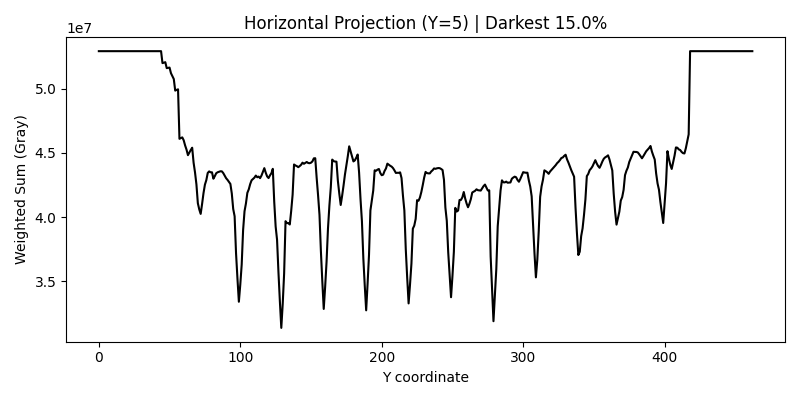 Horizontal Projection (Y=5) | Darkest 15.0%
1e7
5.0
4.5
4.0
3.5
Weighted Sum (Gray)
0 100 200 300 400
Y coordinate